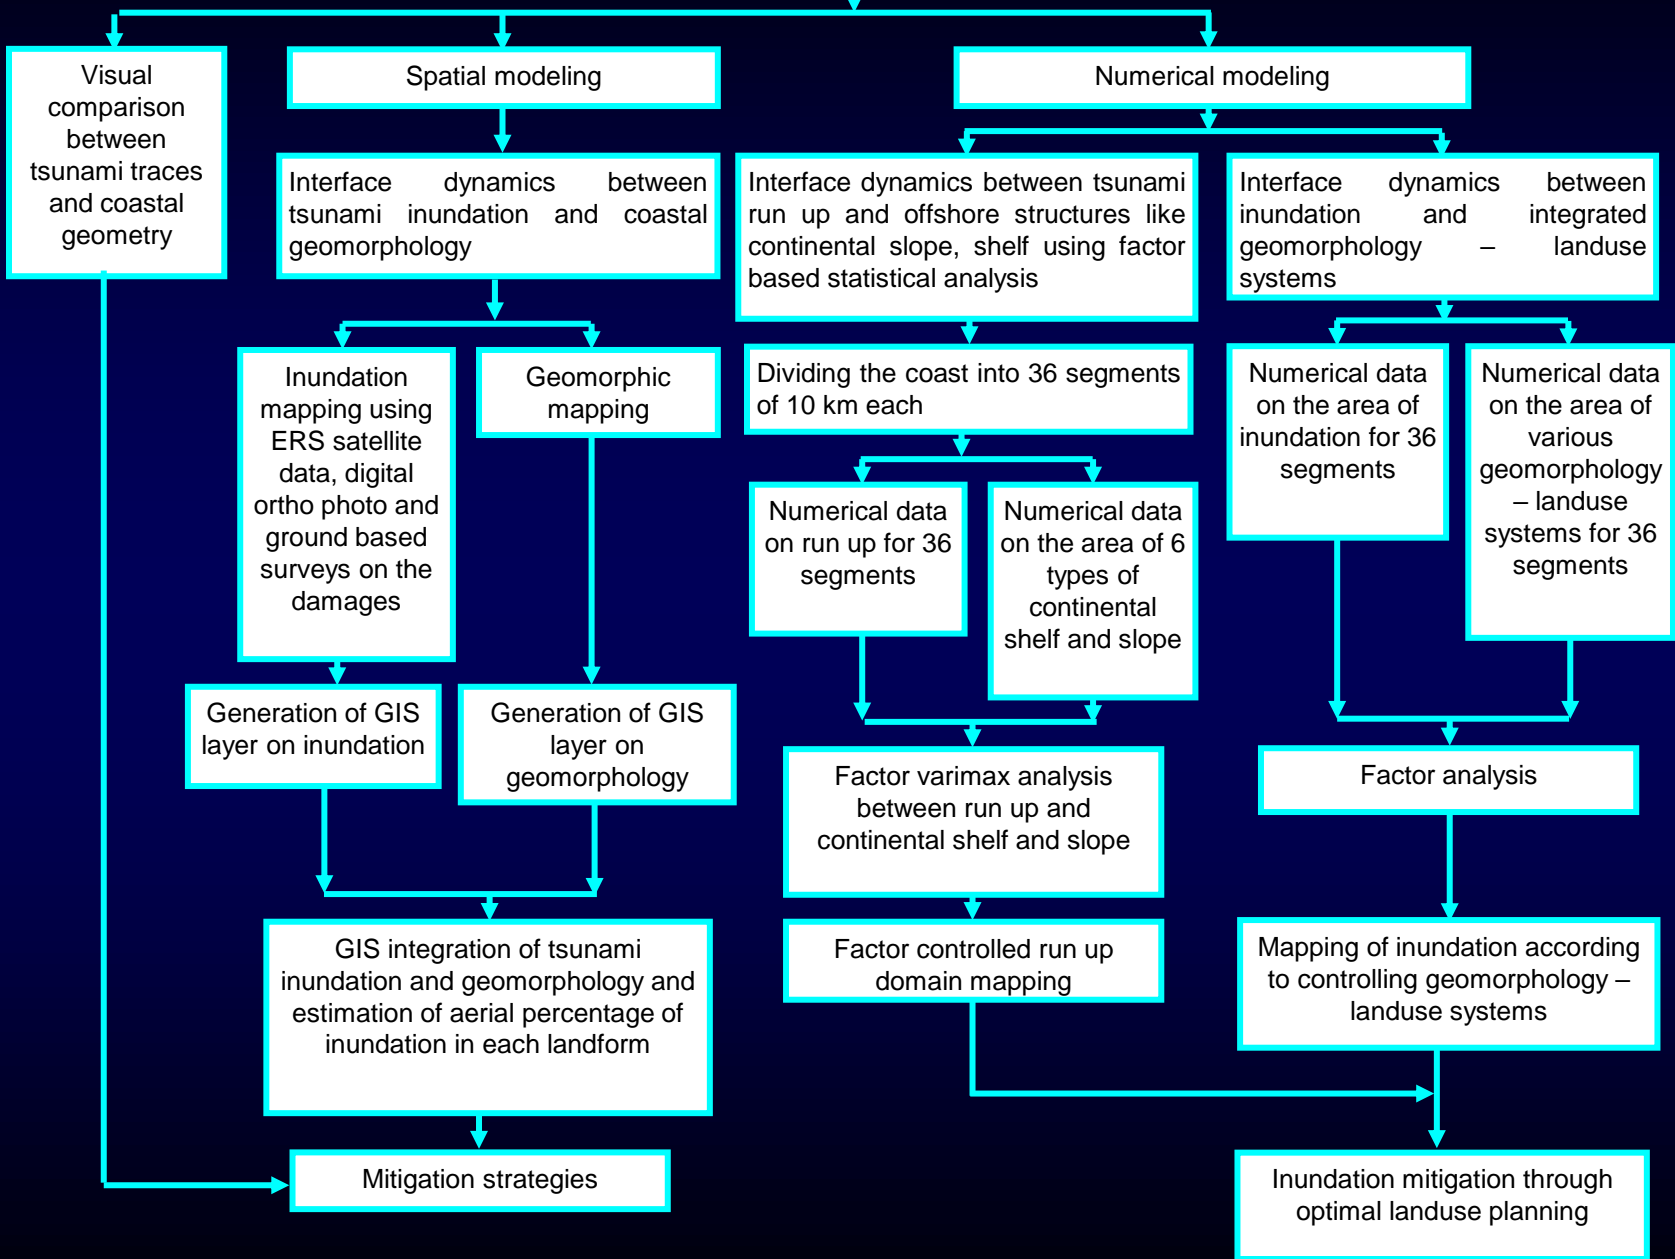 Visual
comparison
between
tsunami traces
and coastal
geometry
Spatial modeling
Numerical modeling
Interface dynamics between
tsunami inundation and coastal
geomorphology
Interface dynamics between tsunami
run up and offshore structures like
continental slope, shelf using factor
based statistical analysis
Interface dynamics between
inundation and integrated
geomorphology – landuse
systems
Inundation
mapping using
ERS satellite
data, digital
ortho photo and
ground based
surveys on the
damages
Geomorphic
mapping
Dividing the coast into 36 segments
of 10 km each
Numerical data
on the area of
inundation for 36
segments
Numerical data
on the area of
various
geomorphology
– landuse
systems for 36
segments
Numerical data
on run up for 36
segments
Numerical data
on the area of 6
types of
continental
shelf and slope
Generation of GIS
layer on inundation
Generation of GIS
layer on
geomorphology
Factor varimax analysis
between run up and
continental shelf and slope
Factor analysis
GIS integration of tsunami
inundation and geomorphology and
estimation of aerial percentage of
inundation in each landform
Factor controlled run up
domain mapping
Mapping of inundation according
to controlling geomorphology –
landuse systems
Mitigation strategies
Inundation mitigation through
optimal landuse planning